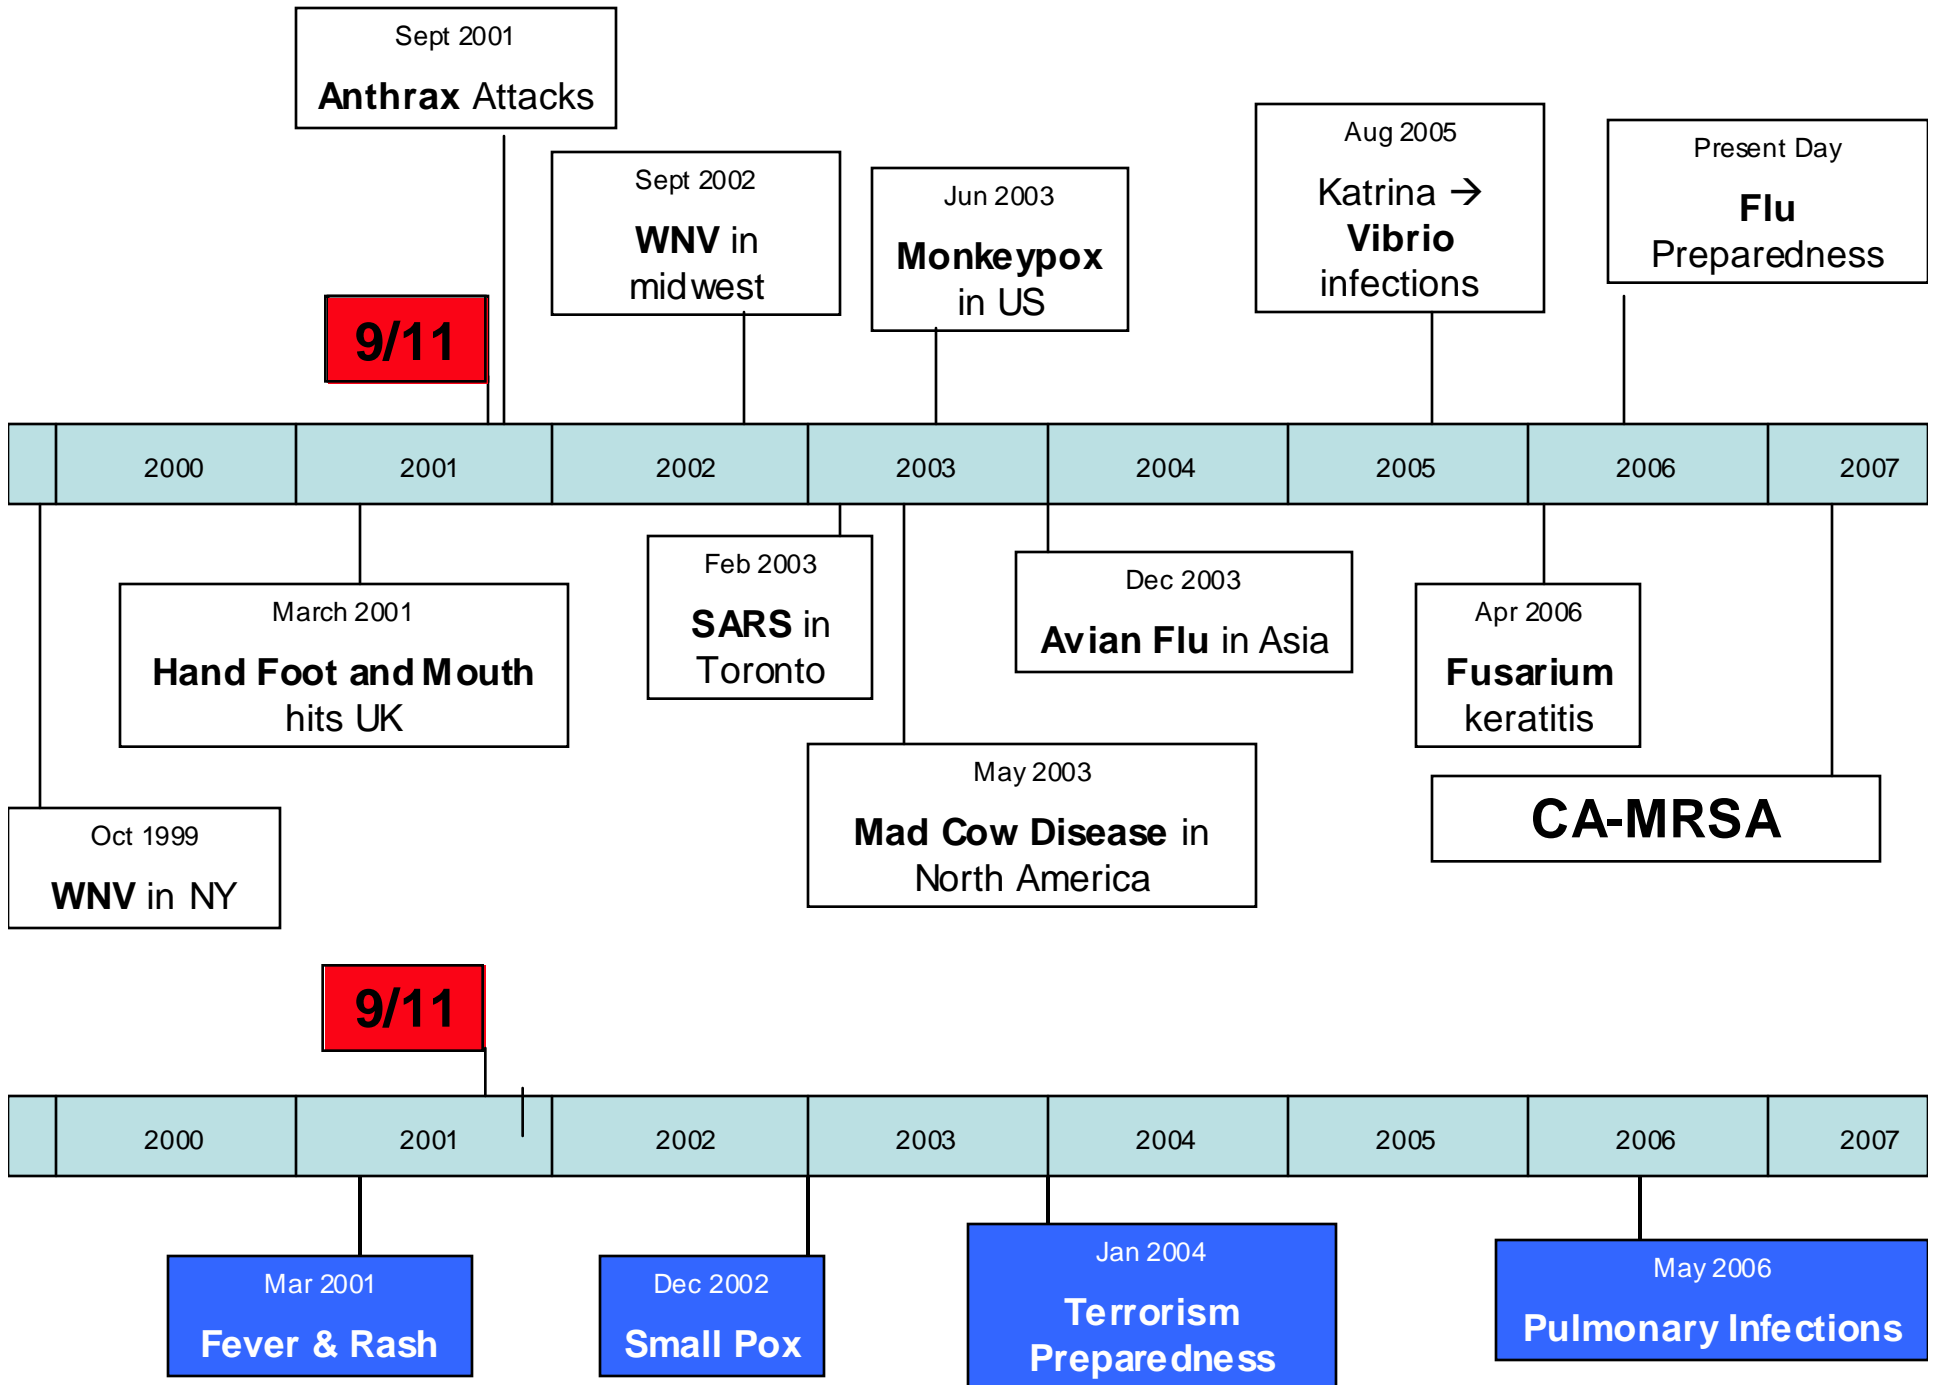 Sept 2001
Anthrax Attacks
Sept 2002
WNV in
midwest
Jun 2003
Monkeypox
in US
Aug 2005
Katrina →
Vibrio
infections
Present Day
Flu
Preparedness
9/11
2000
2001
2002
2003
2004
2005
2006
2007
Oct 1999
WNV in NY
March 2001
Hand Foot and Mouth
hits UK
Feb 2003
SARS in
Toronto
May 2003
Mad Cow Disease in
North America
Dec 2003
Avian Flu in Asia
Apr 2006
Fusarium
keratitis
CA-MRSA
9/11
2000
2001
2002
2003
2004
2005
2006
2007
Mar 2001
Fever & Rash
Dec 2002
Small Pox
Jan 2004
Terrorism
Preparedness
May 2006
Pulmonary Infections